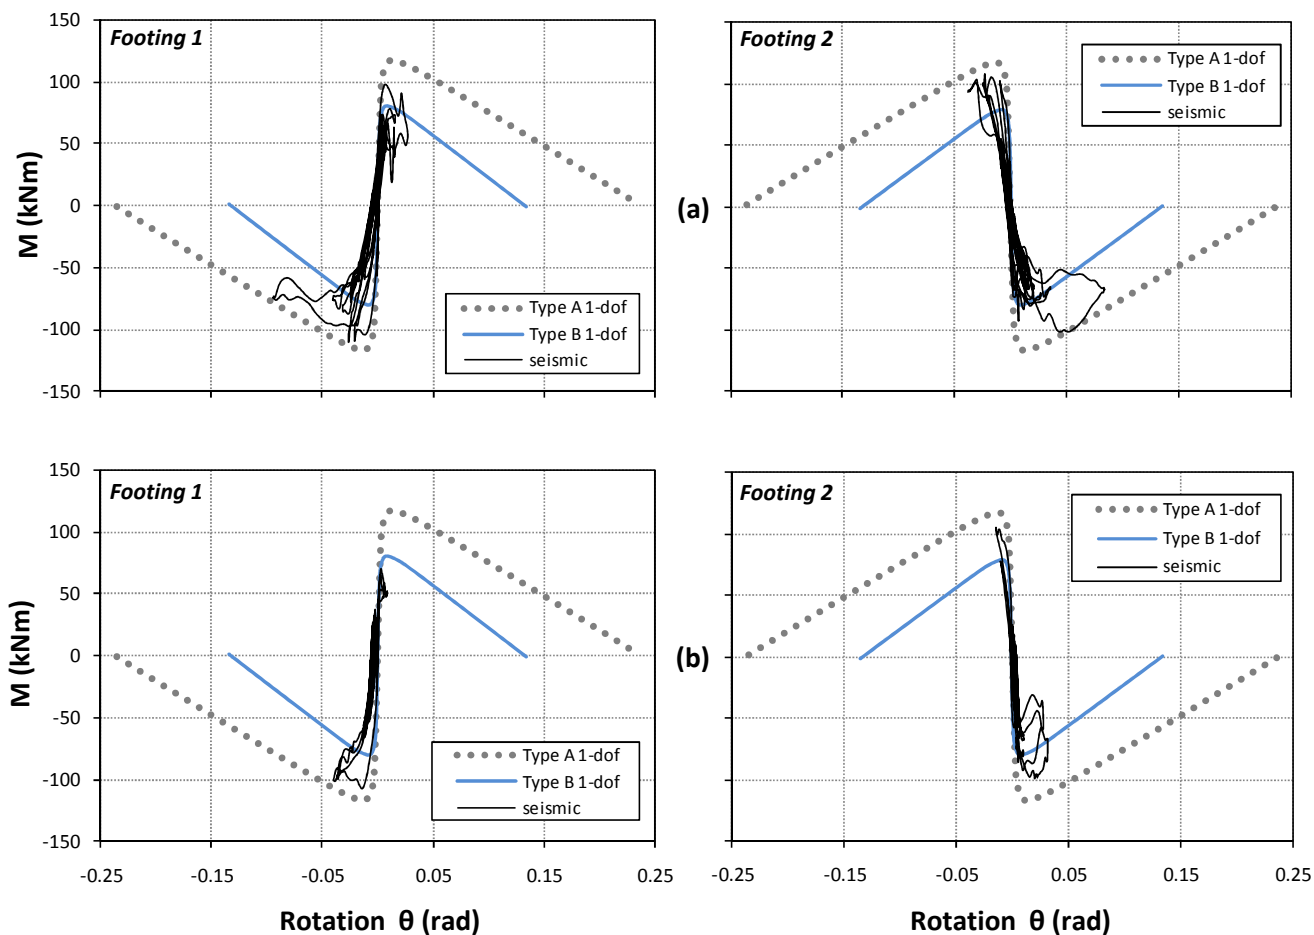 150
100
50
0
-50
-100
-150
M (kNm)
Footing 1
Type A 1-dof
Type B 1-dof
seismic
(a)
Footing 2
Type A 1-dof
Type B 1-dof
seismic
150
100
50
0
-50
-100
-150
M (kNm)
Footing 1
Type A 1-dof
Type B 1-dof
seismic
(b)
Footing 2
Type A 1-dof
Type B 1-dof
seismic
-0.25 -0.15 -0.05 0.05 0.15 0.25
-0.25 -0.15 -0.05 0.05 0.15 0.25
Rotation θ (rad)
Rotation θ (rad)